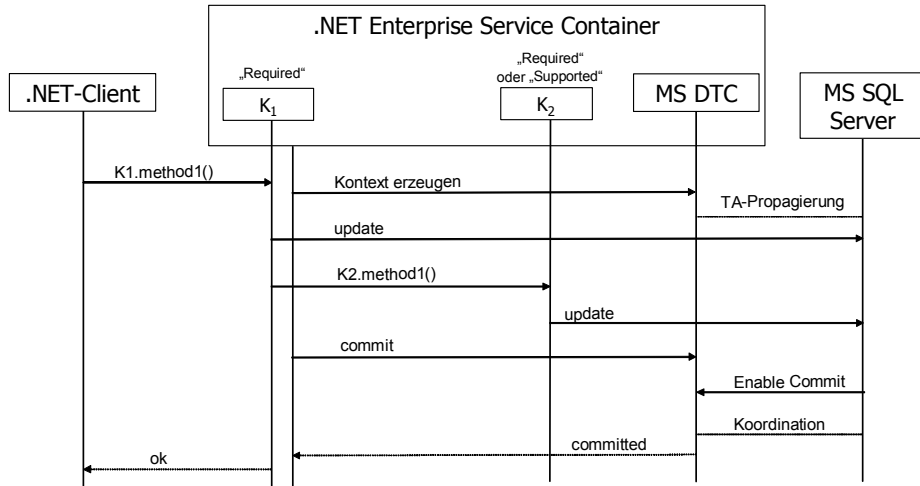 .NET Enterprise Service Container
„Required“
„Required“
oder „Supported“
.NET-Client
K1
K2
MS DTC
MS SQL
Server
K1.method1()
Kontext erzeugen
TA-Propagierung
update
K2.method1()
update
commit
Enable Commit
Koordination
committed
ok